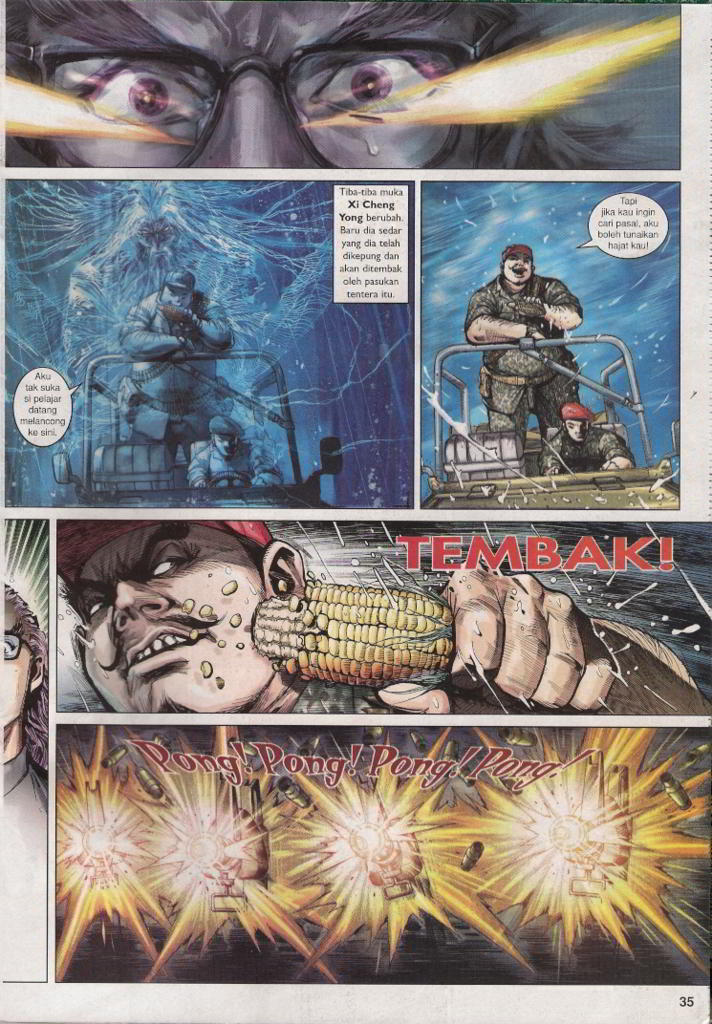 Tiba-tiba muka
Xi Cheng
Yong berubah.
Baru dia sedar
yang dia telah
dikepung dan
akan ditembak
oleh pasukan
tentera itu.
Aku
tak suka
si pelajar
datang
melancong
ke sini.
Tapi
jika kau ingin
cari pasal, aku
boleh tunaikan
hajat kau!
TEMBAK!
Pong! Pong! Pong! Pong!
35